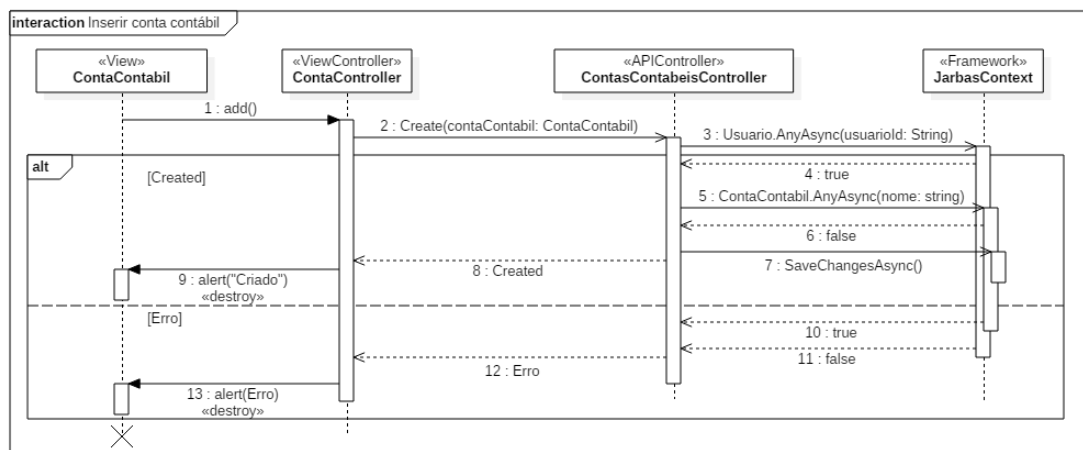 interaction Inserir conta contábil
«View»
ContaContabil
«ViewController»
ContaController
«APIController»
ContasContabeisController
«Framework»
JarbasContext
1 : add()
2 : Create(contaContabil: ContaContabil)
3 : Usuario.AnyAsync(usuarioId: String)
alt
[Created]
4 : true
5 : ContaContabil.AnyAsync(nome: string)
6 : false
7 : SaveChangesAsync()
8 : Created
9 : alert("Criado")
«destroy»
[Erro]
10 : true
11 : false
12 : Erro
13 : alert(Erro)
«destroy»